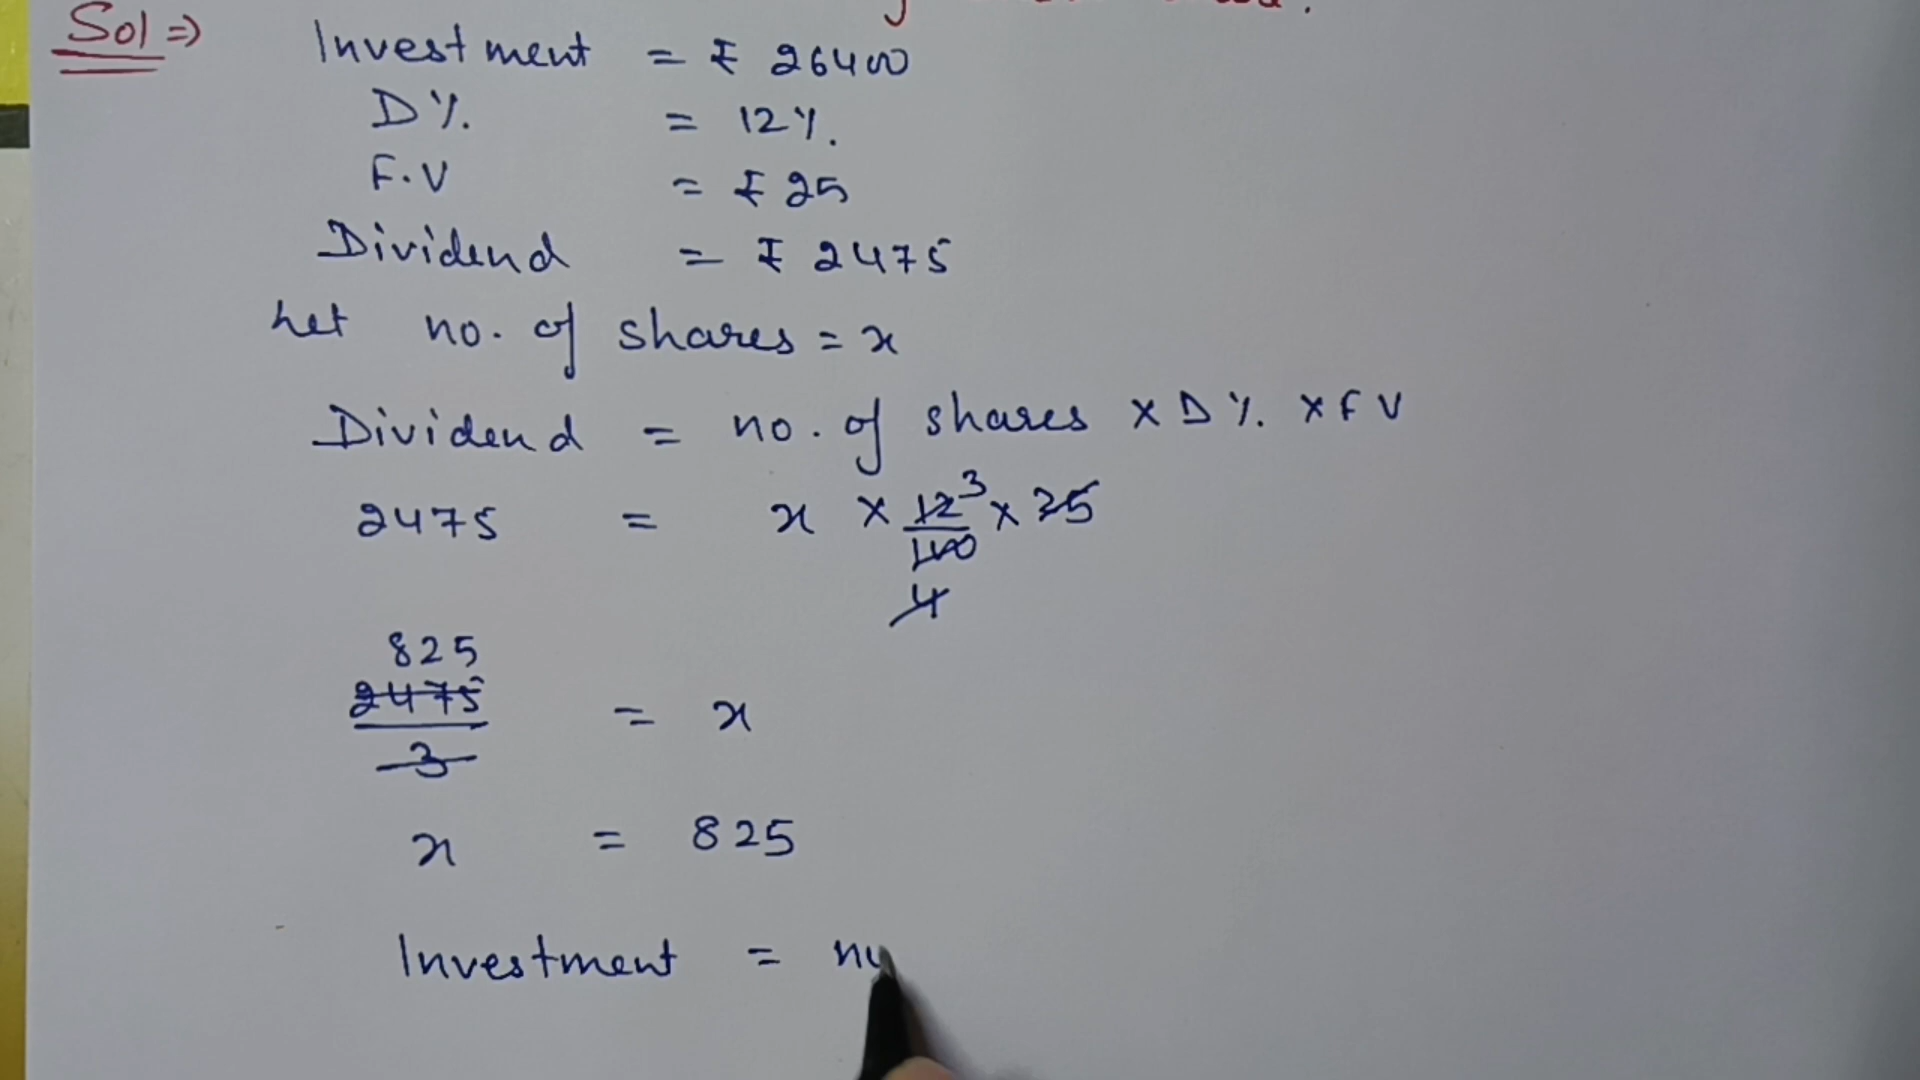 Sol ⇒ Investment = ₹ 26400
D%. = 12%.
F.V = ₹ 25
Dividend = ₹ 2475
Let no. of shares = x
Dividend = no. of shares × D%. × FV
2475 = x × 12/100 × 25
3
4
825
2475/3 = x
x = 825
Investment = nu